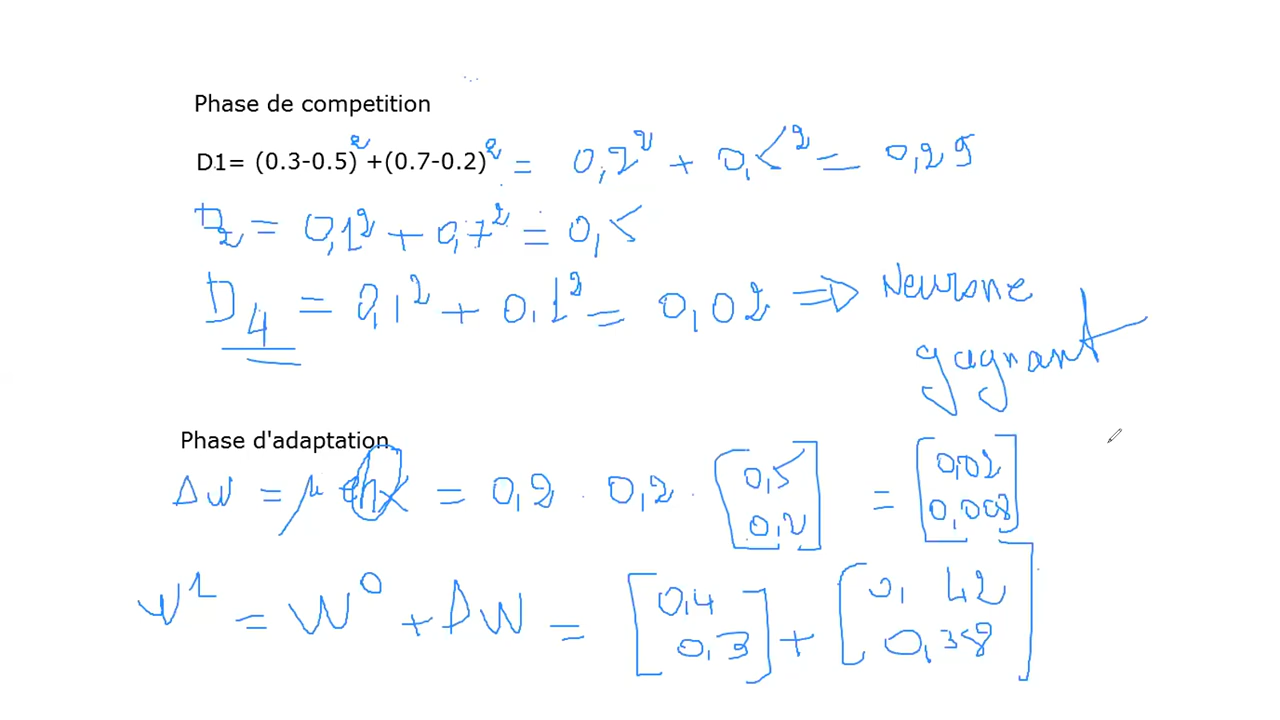 Phase de competition
D1= (0.3-0.5)² +(0.7-0.2)² = 0,2² + 0,5² = 0,29
D2 = 0,1² + 0,7² = 0,5
D4 = 0,1² + 0,1² = 0,02 => Neurone
gagnant
Phase d'adaptation
ΔW = μ e h x = 0,2 . 0,2 . [0,5 0,2] = [0,02 0,008]
W¹ = W⁰ + ΔW = [0,4 0,3] + [0,42 0,38]